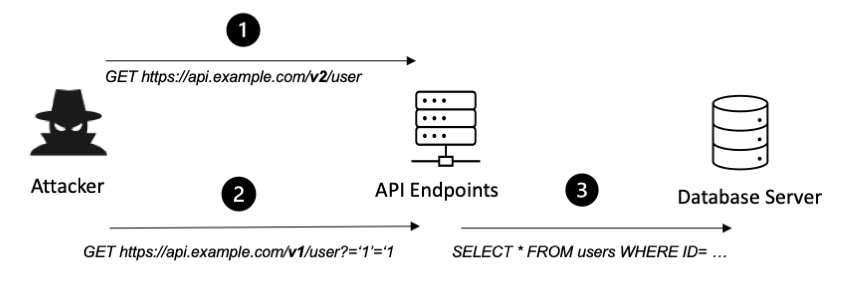 1
GET https://api.example.com/v2/user
Attacker
2
API Endpoints
3
Database Server
GET https://api.example.com/v1/user?=‘1’=‘1
SELECT * FROM users WHERE ID= …